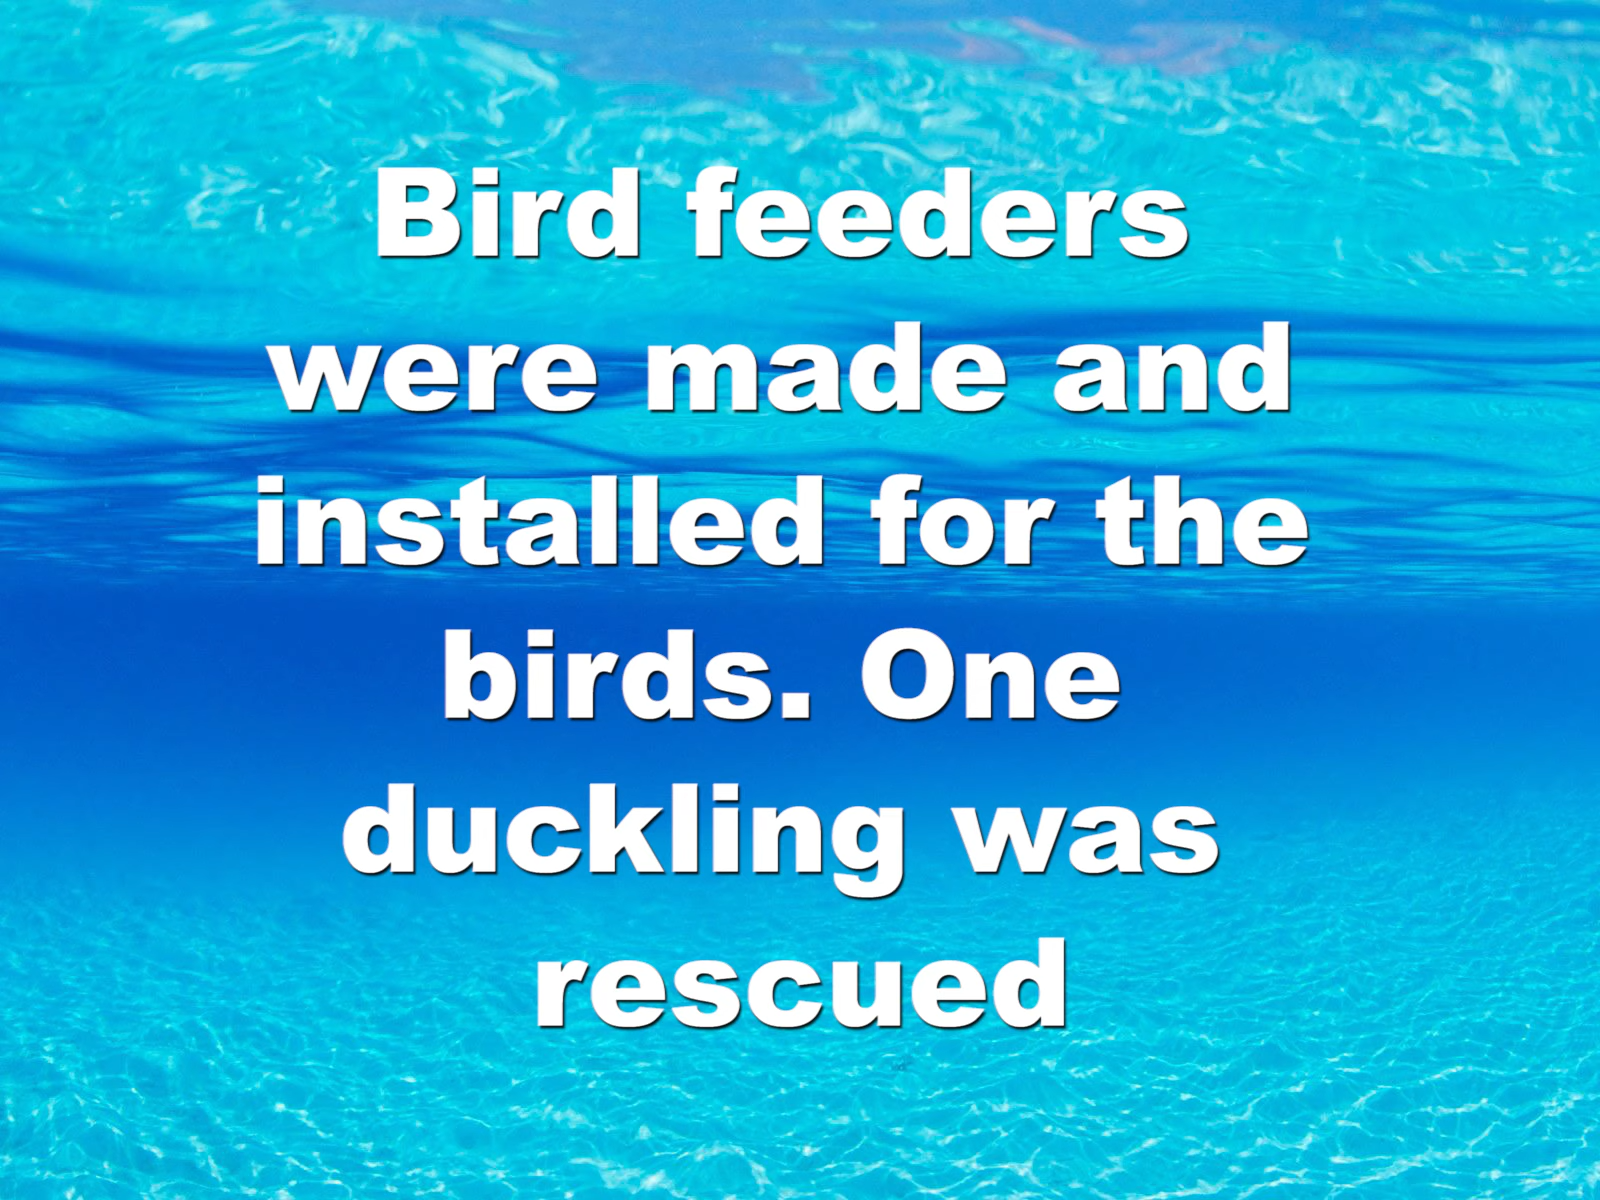 Bird feeders
were made and
installed for the
birds. One
duckling was
rescued